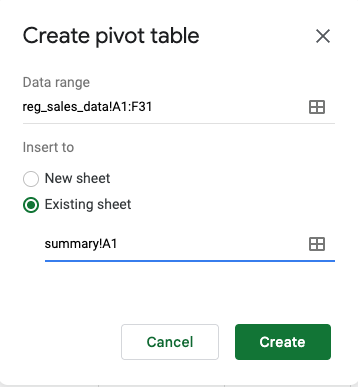 Create pivot table
Data range
reg_sales_data!A1:F31
Insert to
New sheet
Existing sheet
summary!A1
Cancel
Create